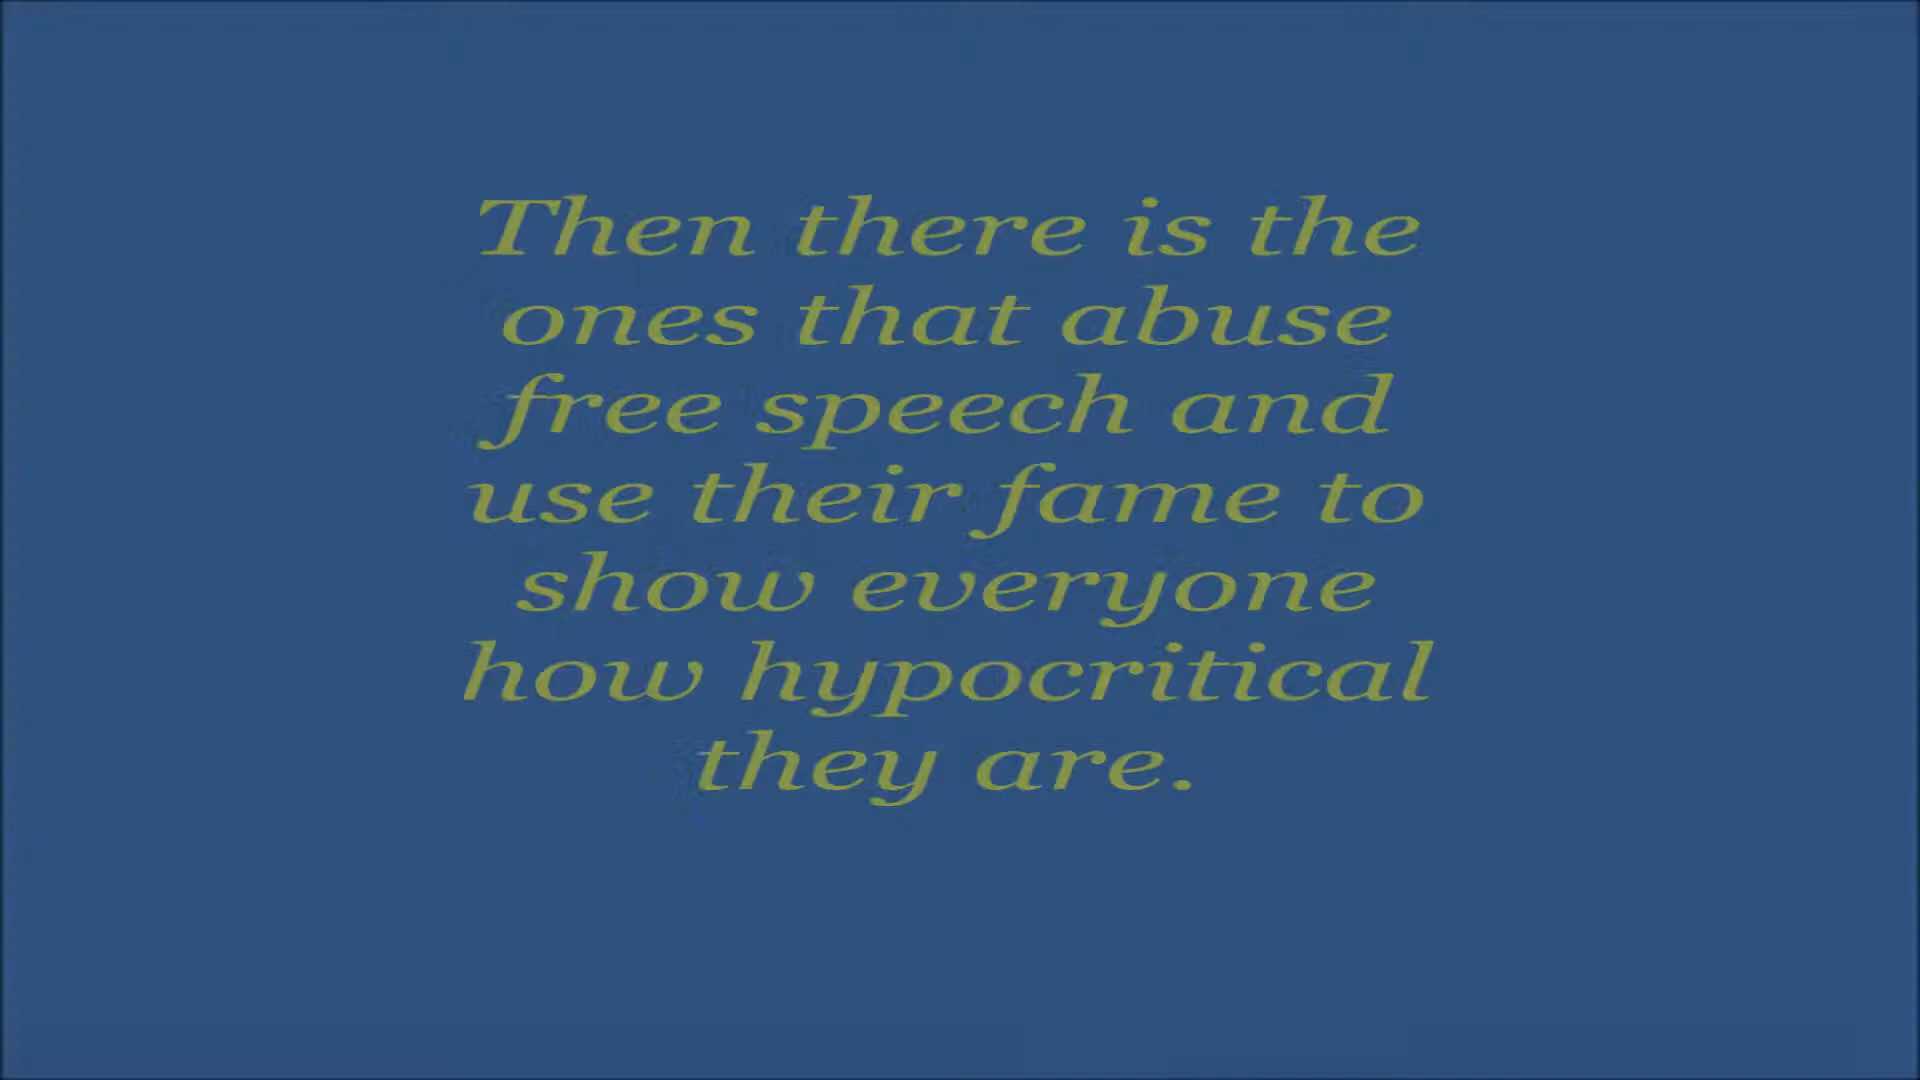 Then there is the
ones that abuse
free speech and
use their fame to
show everyone
how hypocritical
they are.